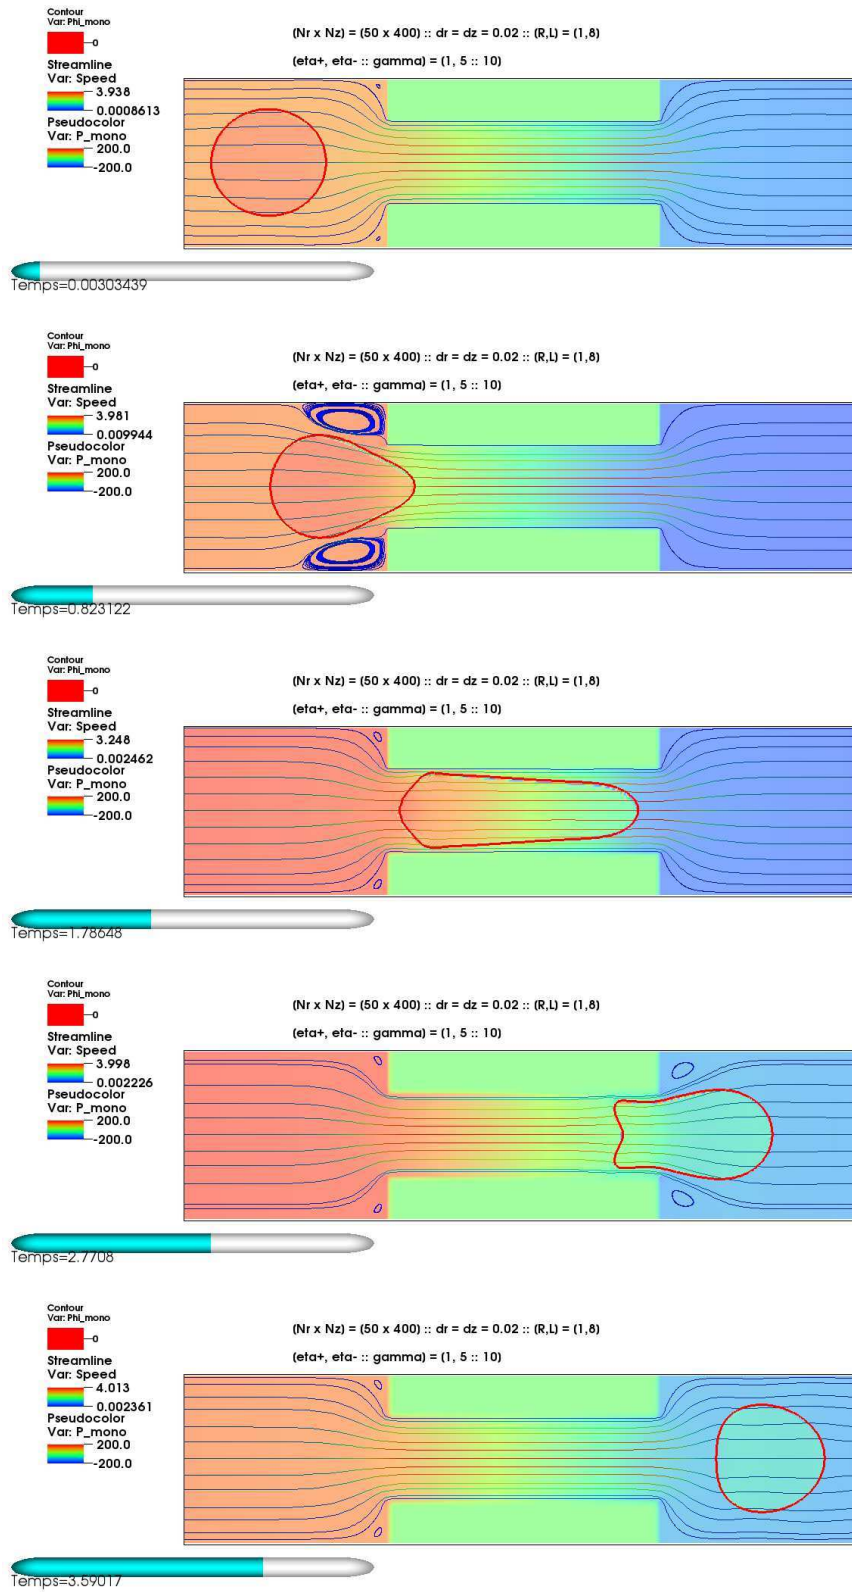 Contour
Var: Phi_mono
0
Streamline
Var: Speed
3.938
0.0008613
Pseudocolor
Var: P_mono
200.0
-200.0
(Nr x Nz) = (50 x 400) :: dr = dz = 0.02 :: (R,L) = (1,8)
(eta+, eta- :: gamma) = (1, 5 :: 10)
Temps=0.00303439
Contour
Var: Phi_mono
0
Streamline
Var: Speed
3.981
0.009944
Pseudocolor
Var: P_mono
200.0
-200.0
(Nr x Nz) = (50 x 400) :: dr = dz = 0.02 :: (R,L) = (1,8)
(eta+, eta- :: gamma) = (1, 5 :: 10)
Temps=0.823122
Contour
Var: Phi_mono
0
Streamline
Var: Speed
3.248
0.002462
Pseudocolor
Var: P_mono
200.0
-200.0
(Nr x Nz) = (50 x 400) :: dr = dz = 0.02 :: (R,L) = (1,8)
(eta+, eta- :: gamma) = (1, 5 :: 10)
Temps=1.78648
Contour
Var: Phi_mono
0
Streamline
Var: Speed
3.998
0.002226
Pseudocolor
Var: P_mono
200.0
-200.0
(Nr x Nz) = (50 x 400) :: dr = dz = 0.02 :: (R,L) = (1,8)
(eta+, eta- :: gamma) = (1, 5 :: 10)
Temps=2.7708
Contour
Var: Phi_mono
0
Streamline
Var: Speed
4.013
0.002361
Pseudocolor
Var: P_mono
200.0
-200.0
(Nr x Nz) = (50 x 400) :: dr = dz = 0.02 :: (R,L) = (1,8)
(eta+, eta- :: gamma) = (1, 5 :: 10)
Temps=3.59017